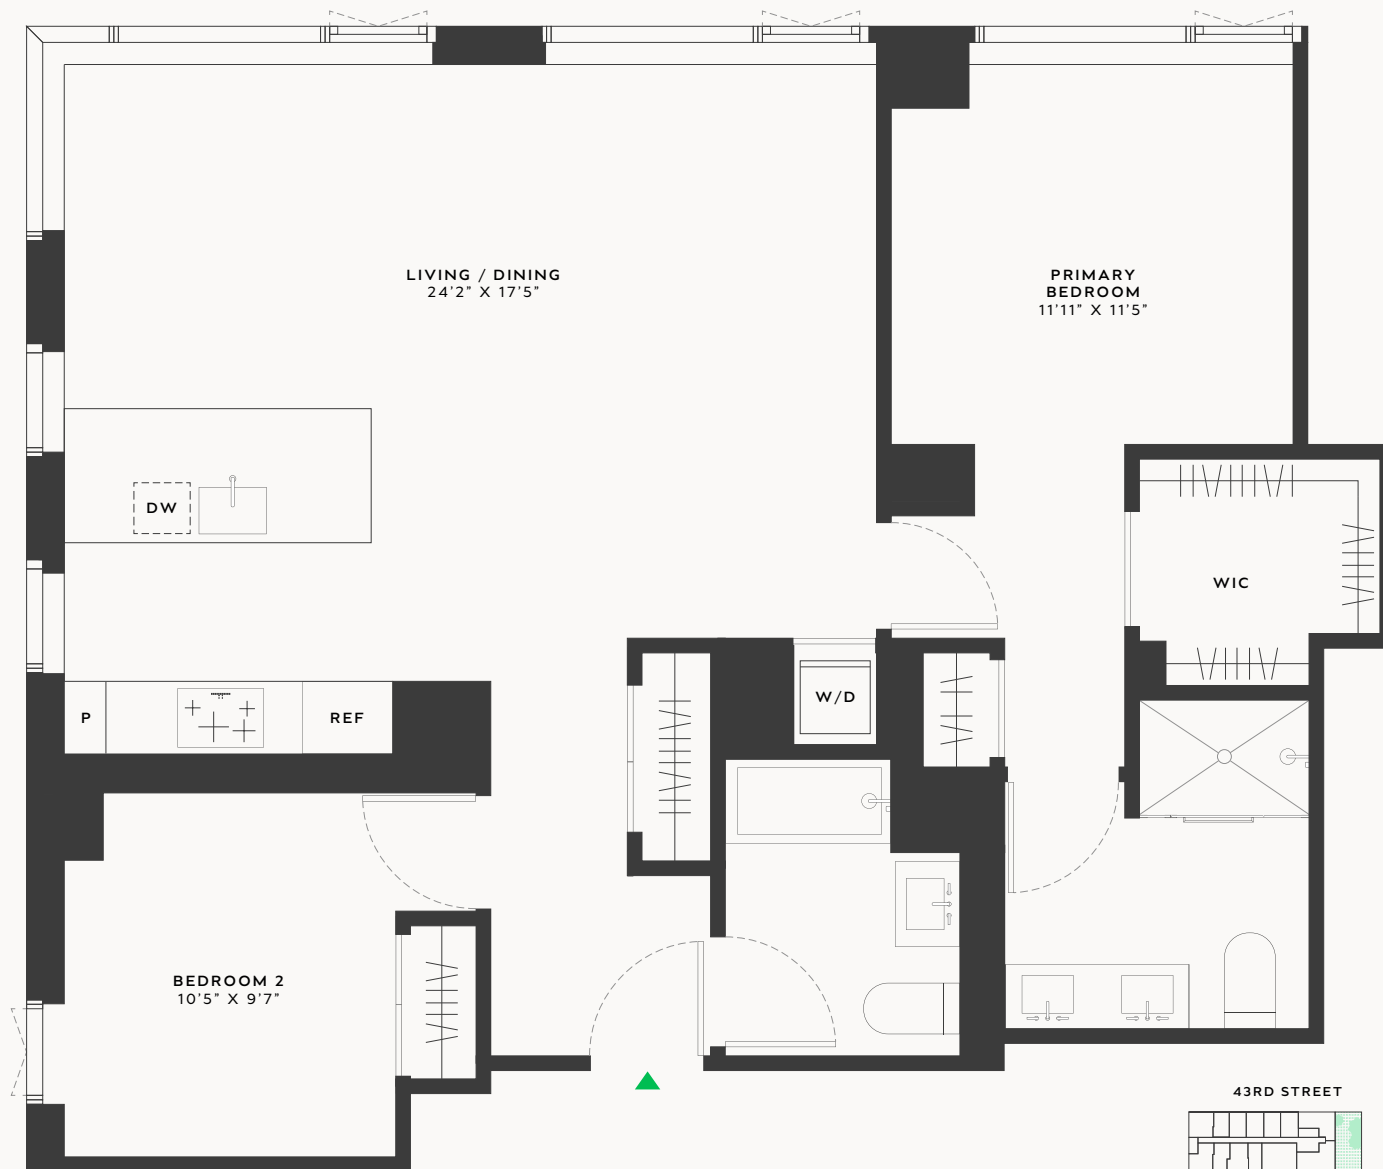 LIVING / DINING
24'2" X 17'5"
PRIMARY
BEDROOM
11'11" X 11'5"
DW
WIC
P
REF
W/D
BEDROOM 2
10'5" X 9'7"
43RD STREET